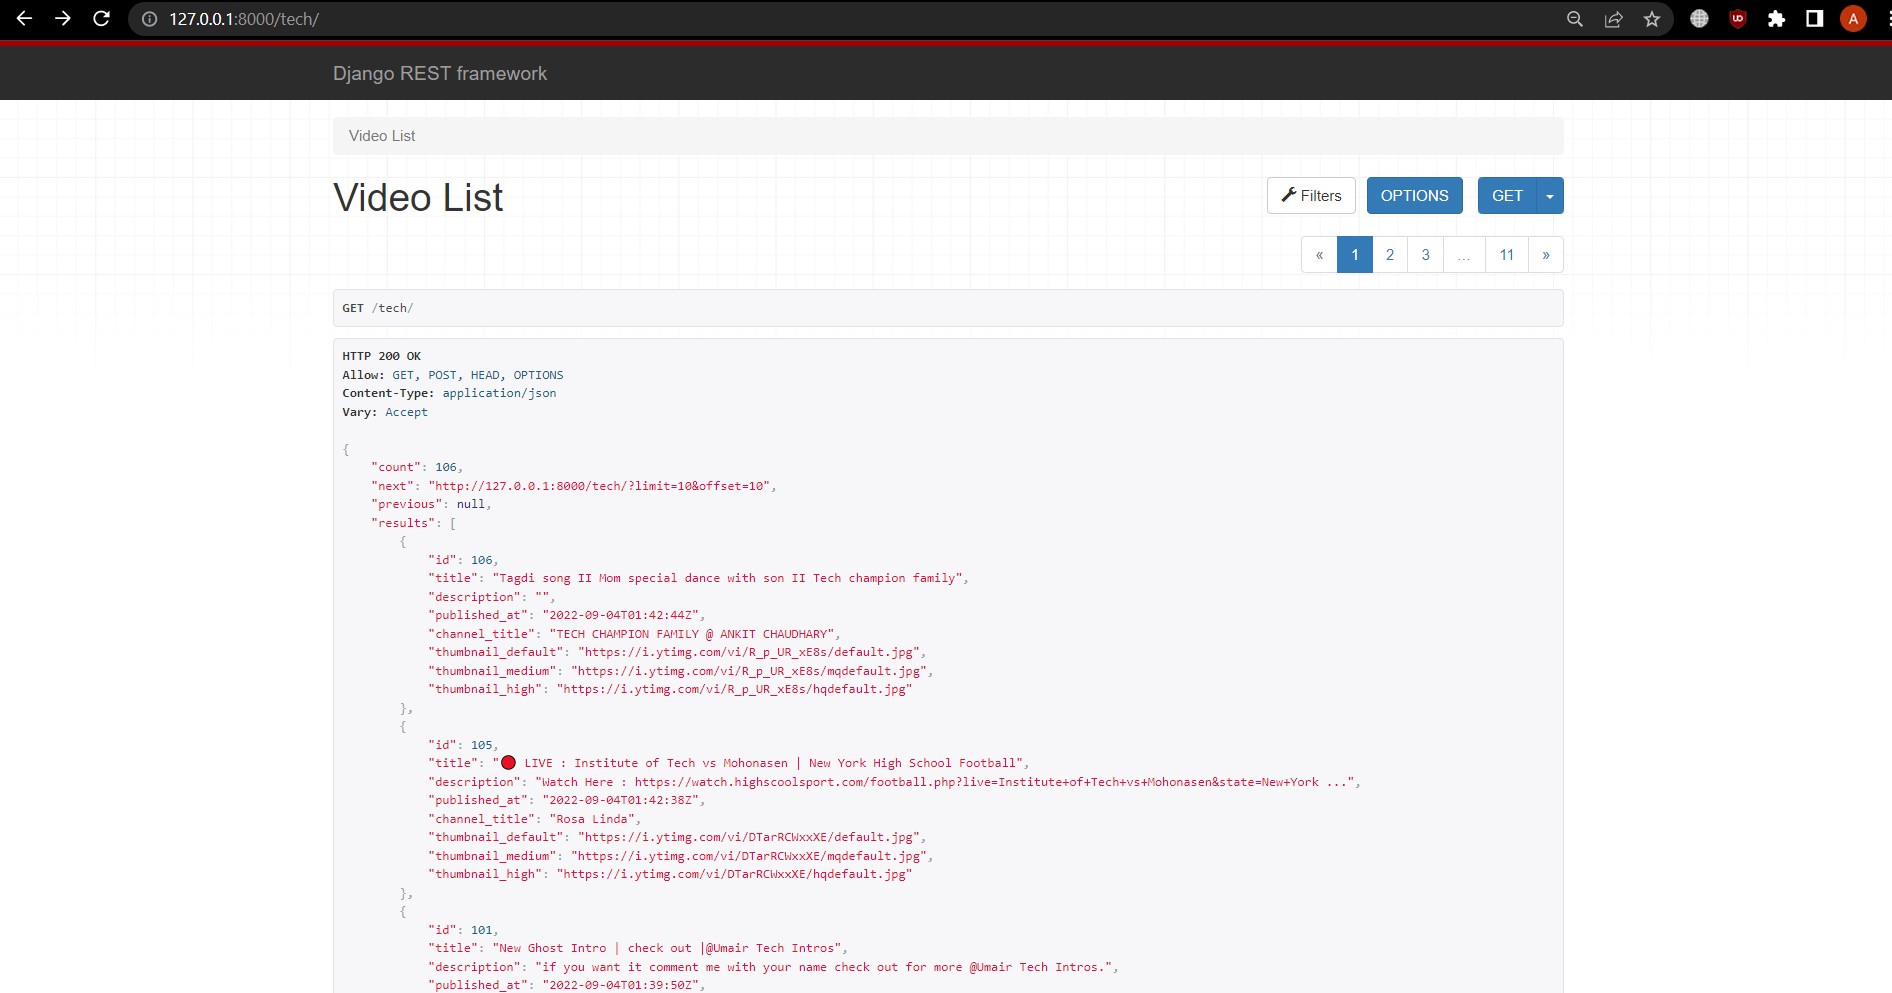 127.0.0.1:8000/tech/
A
Django REST framework
Video List
Video List
Filters
OPTIONS
GET
« 1 2 3 … 11 »
GET /tech/
HTTP 200 OK
Allow: GET, POST, HEAD, OPTIONS
Content-Type: application/json
Vary: Accept
{
"count": 106,
"next": "http://127.0.0.1:8000/tech/?limit=10&offset=10",
"previous": null,
"results": [
{
"id": 106,
"title": "Tagdi song II Mom special dance with son II Tech champion family",
"description": "",
"published_at": "2022-09-04T01:42:44Z",
"channel_title": "TECH CHAMPION FAMILY @ ANKIT CHAUDHARY",
"thumbnail_default": "https://i.ytimg.com/vi/R_p_UR_xE8s/default.jpg",
"thumbnail_medium": "https://i.ytimg.com/vi/R_p_UR_xE8s/mqdefault.jpg",
"thumbnail_high": "https://i.ytimg.com/vi/R_p_UR_xE8s/hqdefault.jpg"
},
{
"id": 105,
"title": "🔴 LIVE : Institute of Tech vs Mohonasen | New York High School Football",
"description": "Watch Here : https://watch.highscoolsport.com/football.php?live=Institute+of+Tech+vs+Mohonasen&state=New+York ...",
"published_at": "2022-09-04T01:42:38Z",
"channel_title": "Rosa Linda",
"thumbnail_default": "https://i.ytimg.com/vi/DTarRCWxxXE/default.jpg",
"thumbnail_medium": "https://i.ytimg.com/vi/DTarRCWxxXE/mqdefault.jpg",
"thumbnail_high": "https://i.ytimg.com/vi/DTarRCWxxXE/hqdefault.jpg"
},
{
"id": 101,
"title": "New Ghost Intro | check out |@Umair Tech Intros",
"description": "if you want it comment me with your name check out for more @Umair Tech Intros.",
"published_at": "2022-09-04T01:39:50Z",